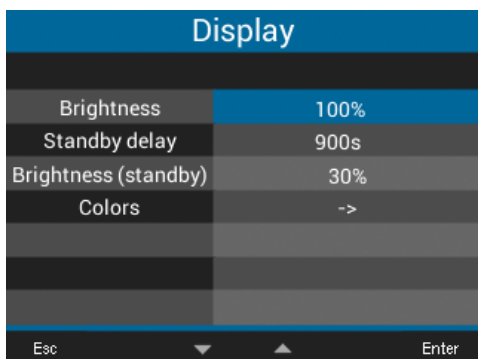 Display
Brightness 100%
Standby delay 900s
Brightness (standby) 30%
Colors ->
Esc Enter